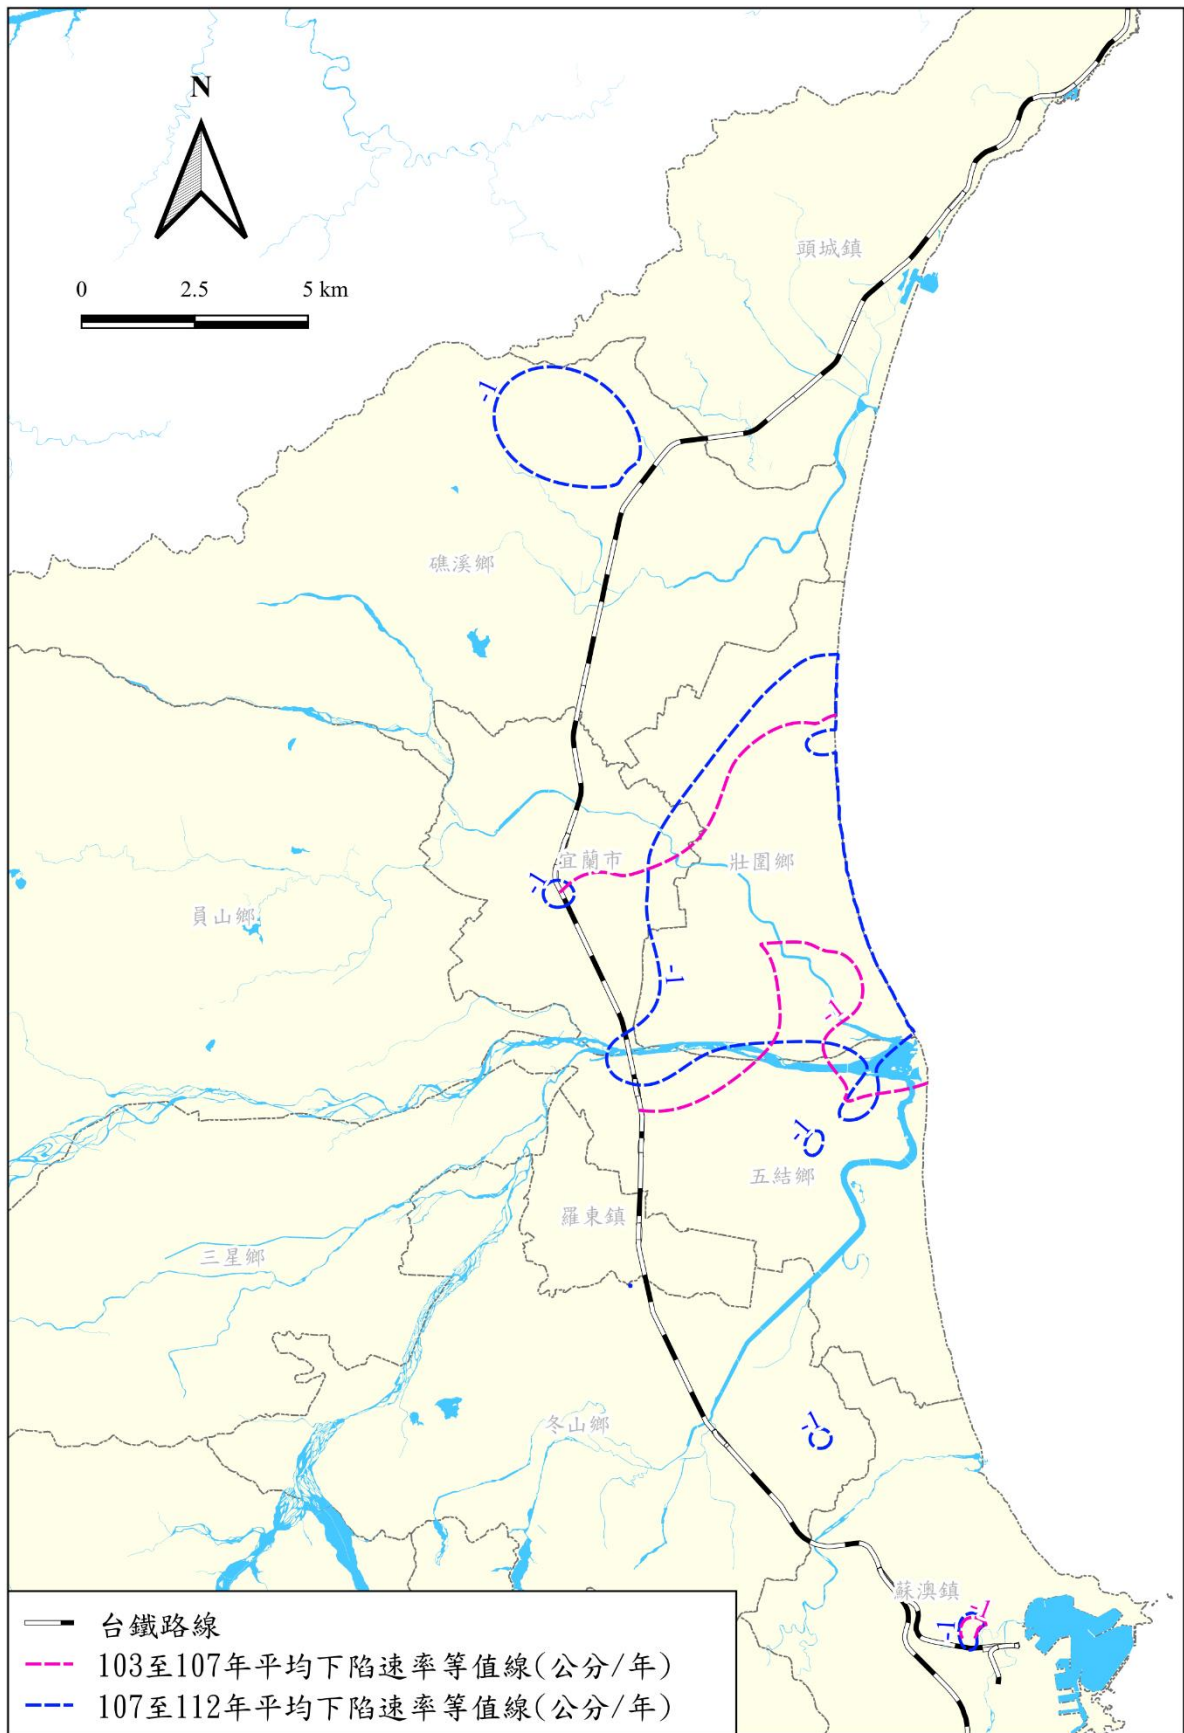 N
0 2.5 5 km
頭城鎮
-1
礁溪鄉
宜蘭市
壯圍鄉
-1
員山鄉
-1
-1
-1
五結鄉
羅東鎮
三星鄉
-1
冬山鄉
蘇澳鎮
-1
-1
台鐵路線
103至107年平均下陷速率等值線(公分/年)
107至112年平均下陷速率等值線(公分/年)